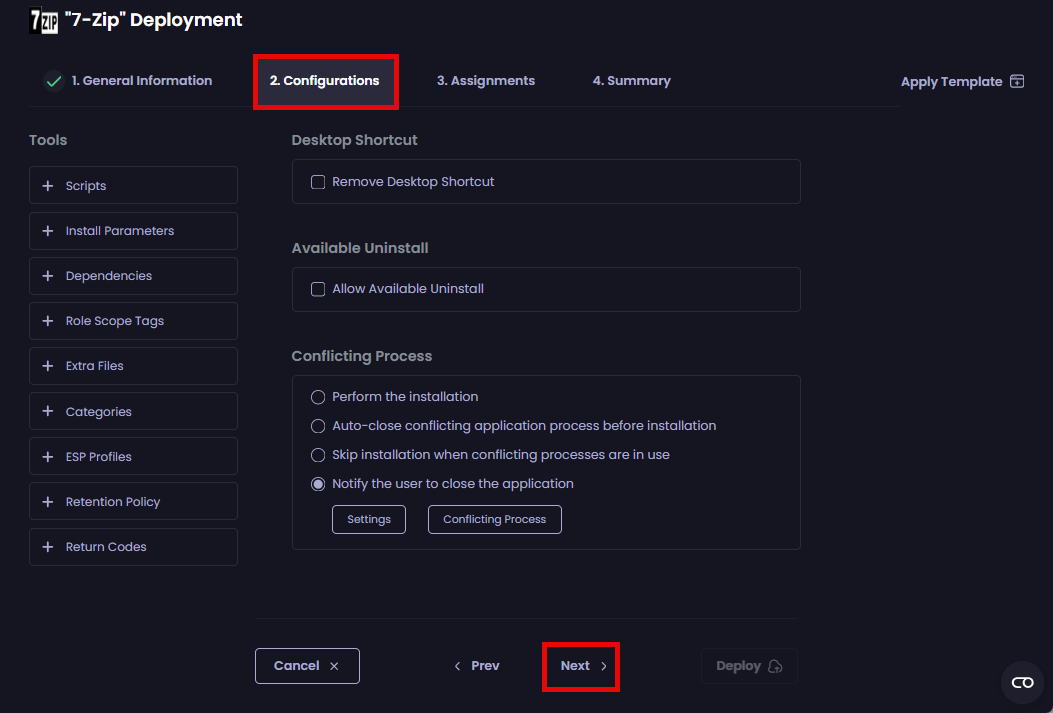 7ZIP "7-Zip" Deployment
1. General Information
2. Configurations
3. Assignments
4. Summary
Apply Template
Tools
Scripts
Install Parameters
Dependencies
Role Scope Tags
Extra Files
Categories
ESP Profiles
Retention Policy
Return Codes
Desktop Shortcut
Remove Desktop Shortcut
Available Uninstall
Allow Available Uninstall
Conflicting Process
Perform the installation
Auto-close conflicting application process before installation
Skip installation when conflicting processes are in use
Notify the user to close the application
Settings
Conflicting Process
Cancel
Prev
Next
Deploy